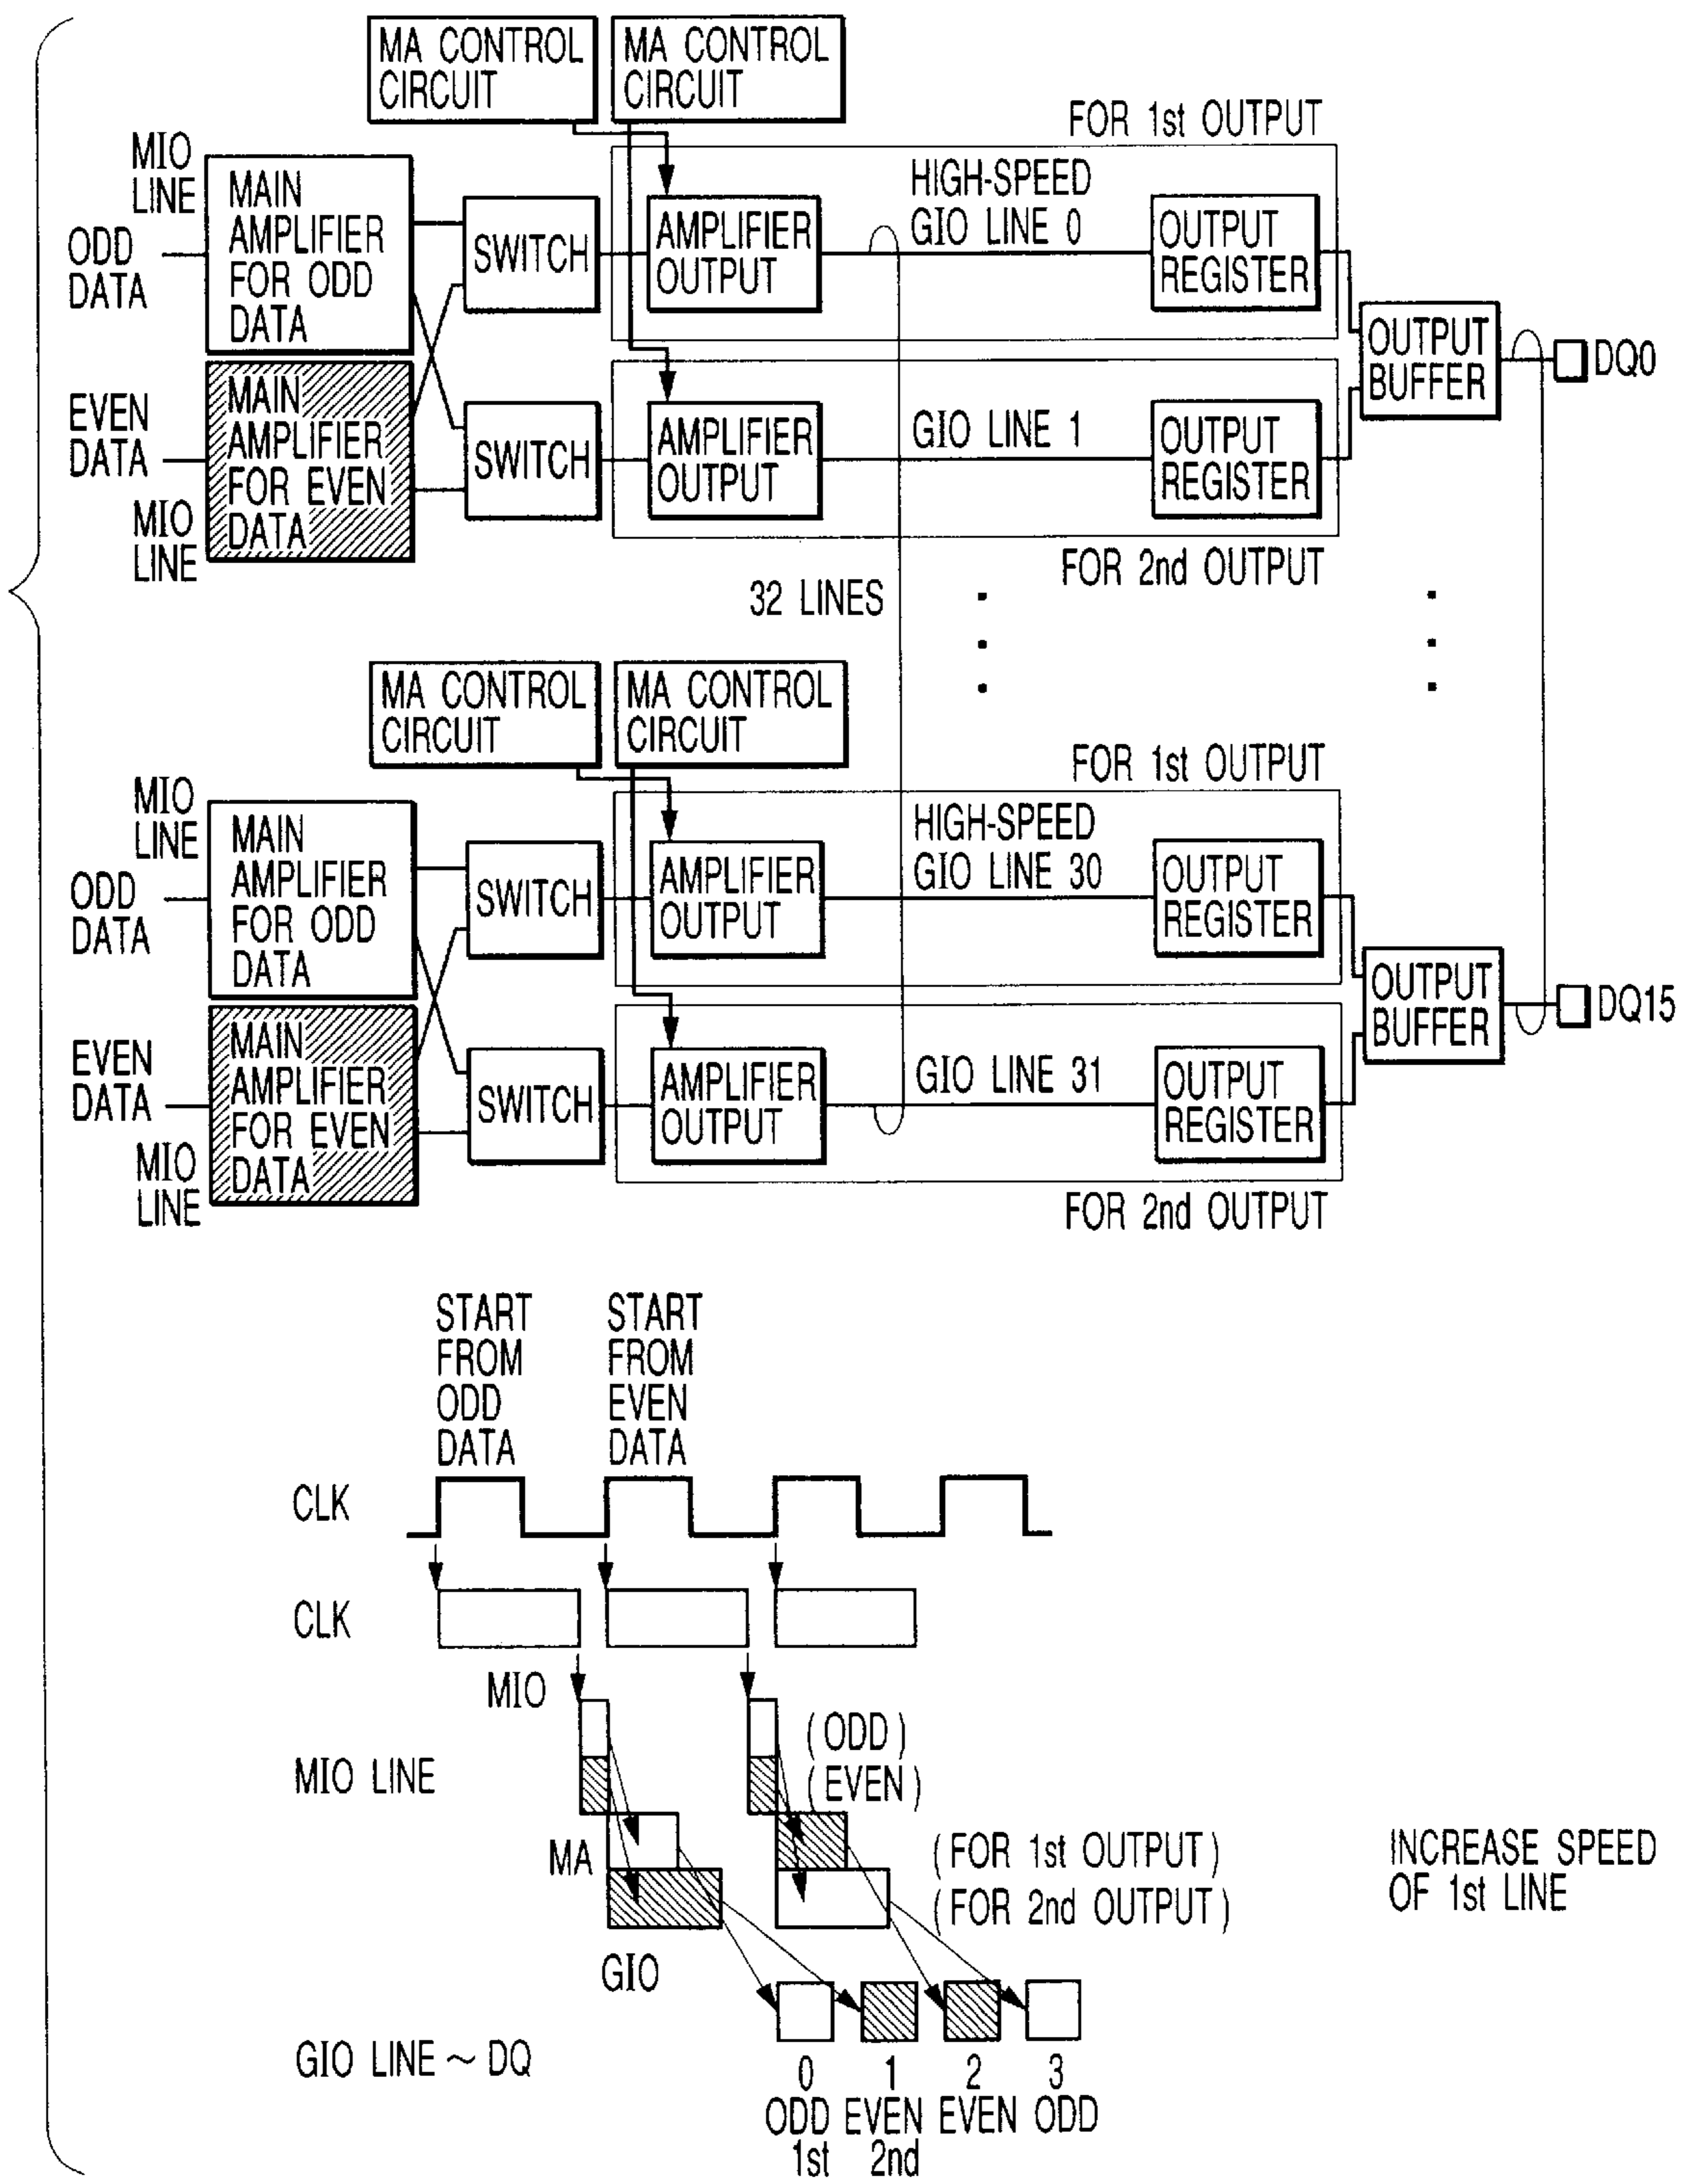 MA CONTROL
CIRCUIT
MA CONTROL
CIRCUIT
FOR 1st OUTPUT
MIO
LINE
ODD
DATA
MAIN
AMPLIFIER
FOR ODD
DATA
SWITCH
AMPLIFIER
OUTPUT
HIGH-SPEED
GIO LINE 0
OUTPUT
REGISTER
OUTPUT
BUFFER
DQ0
EVEN
DATA
MIO
LINE
MAIN
AMPLIFIER
FOR EVEN
DATA
SWITCH
AMPLIFIER
OUTPUT
GIO LINE 1
OUTPUT
REGISTER
FOR 2nd OUTPUT
32 LINES
MA CONTROL
CIRCUIT
MA CONTROL
CIRCUIT
FOR 1st OUTPUT
MIO
LINE
ODD
DATA
MAIN
AMPLIFIER
FOR ODD
DATA
SWITCH
AMPLIFIER
OUTPUT
HIGH-SPEED
GIO LINE 30
OUTPUT
REGISTER
OUTPUT
BUFFER
DQ15
EVEN
DATA
MIO
LINE
MAIN
AMPLIFIER
FOR EVEN
DATA
SWITCH
AMPLIFIER
OUTPUT
GIO LINE 31
OUTPUT
REGISTER
FOR 2nd OUTPUT
START
FROM
ODD
DATA
START
FROM
EVEN
DATA
CLK
CLK
MIO
(ODD)
MIO LINE
(EVEN)
MA
(FOR 1st OUTPUT)
(FOR 2nd OUTPUT)
INCREASE SPEED
OF 1st LINE
GIO
GIO LINE ~ DQ
0 1 2 3
ODD EVEN EVEN ODD
1st 2nd